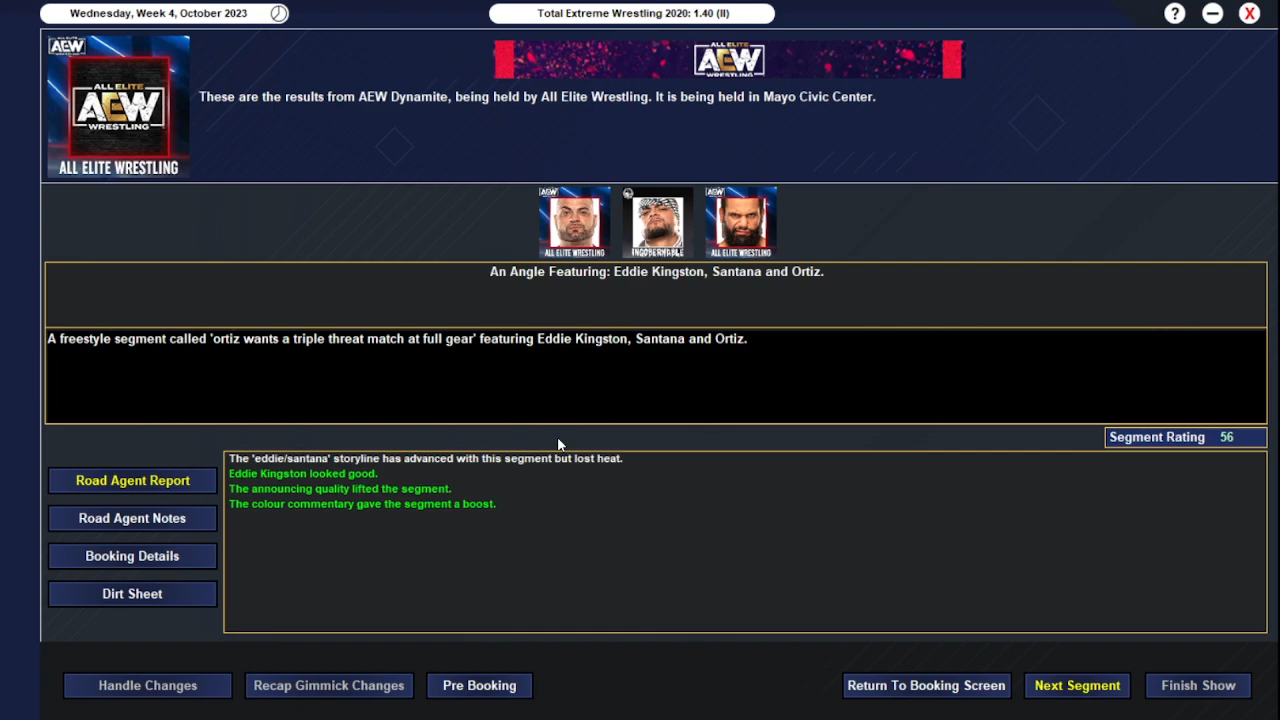 Wednesday, Week 4, October 2023
Total Extreme Wrestling 2020: 1.40 (II)
?
X
AEW
ALL ELITE
AEW
WRESTLING
ALL ELITE WRESTLING
ALL ELITE
AEW
WRESTLING
These are the results from AEW Dynamite, being held by All Elite Wrestling. It is being held in Mayo Civic Center.
AEW
AEW
ALL ELITE WRESTLING
INGOBERNABLE
ALL ELITE WRESTLING
An Angle Featuring: Eddie Kingston, Santana and Ortiz.
A freestyle segment called 'ortiz wants a triple threat match at full gear' featuring Eddie Kingston, Santana and Ortiz.
Segment Rating 56
The 'eddie/santana' storyline has advanced with this segment but lost heat.
Eddie Kingston looked good.
The announcing quality lifted the segment.
The colour commentary gave the segment a boost.
Road Agent Report
Road Agent Notes
Booking Details
Dirt Sheet
Handle Changes
Recap Gimmick Changes
Pre Booking
Return To Booking Screen
Next Segment
Finish Show